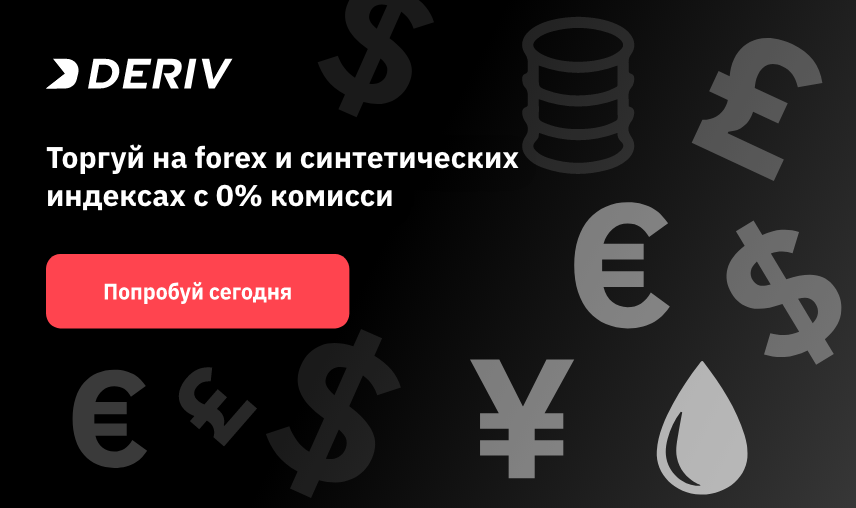 DERIV
Торгуй на forex и синтетических
индексах с 0% комисси
Попробуй сегодня
$
£
€
$
€
£
$
¥